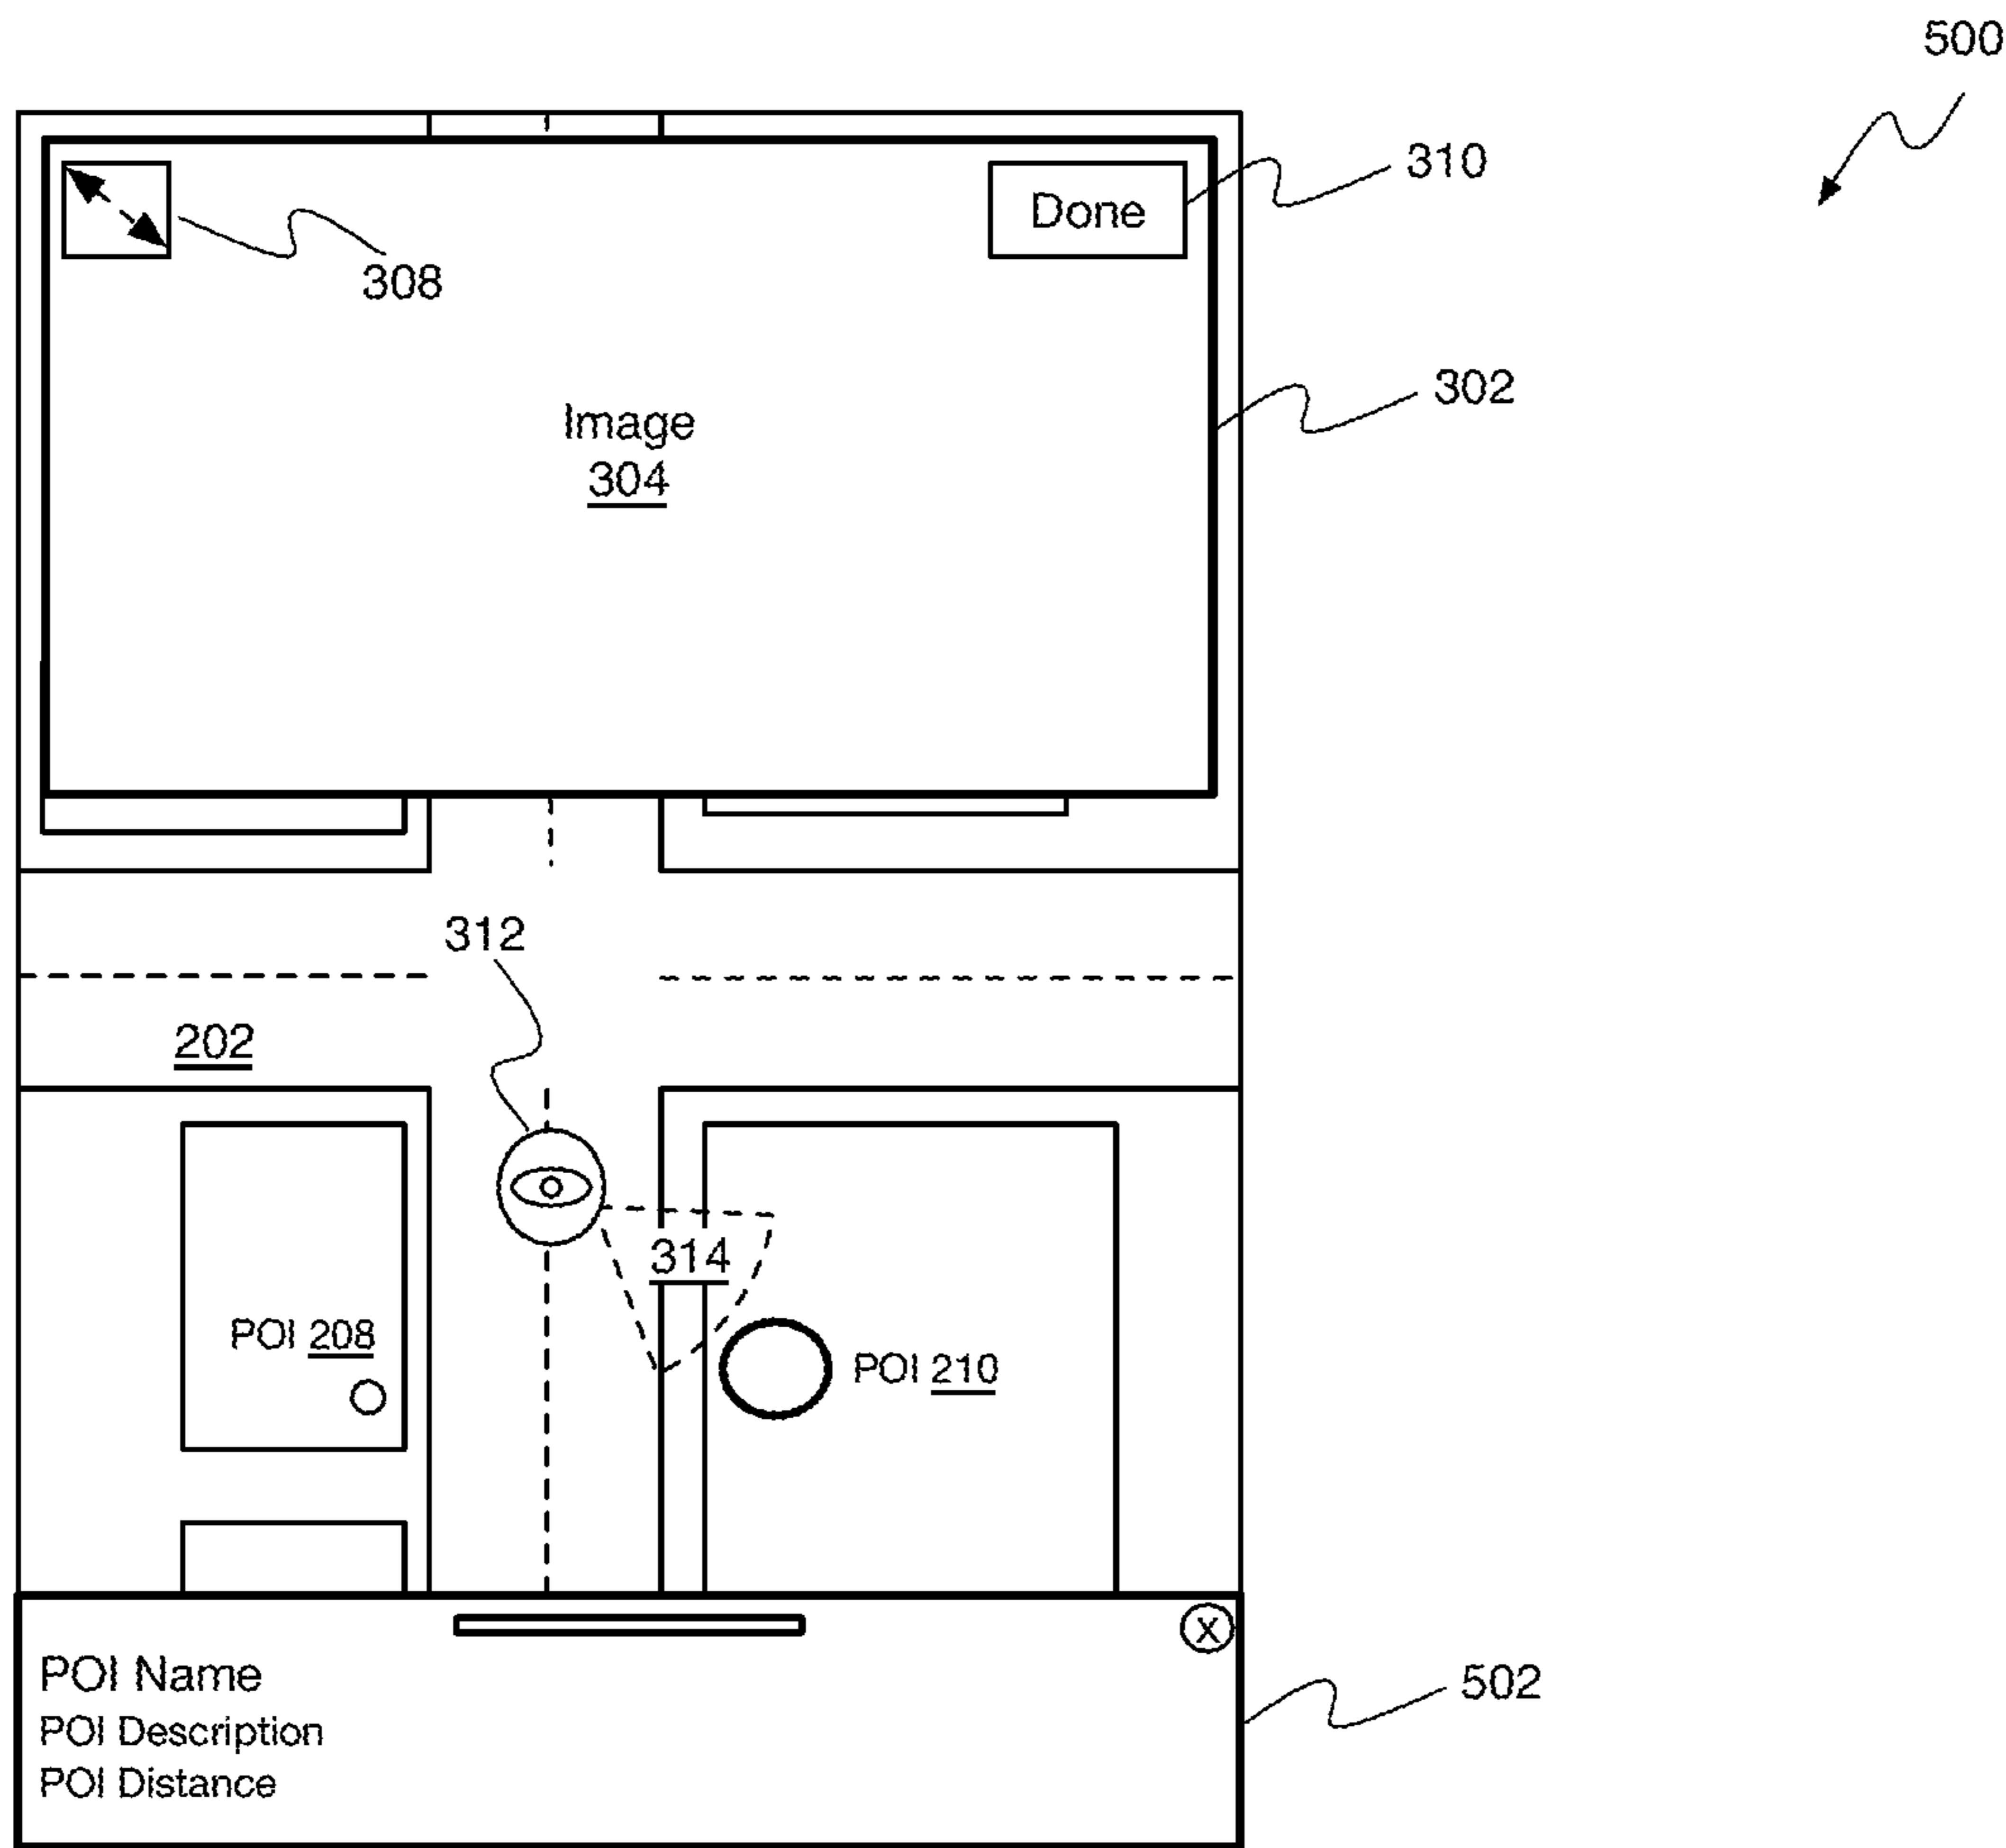 500
310
Done
308
302
Image
304
312
202
314
POI 208
POI 210
X
POI Name
502
POI Description
POI Distance